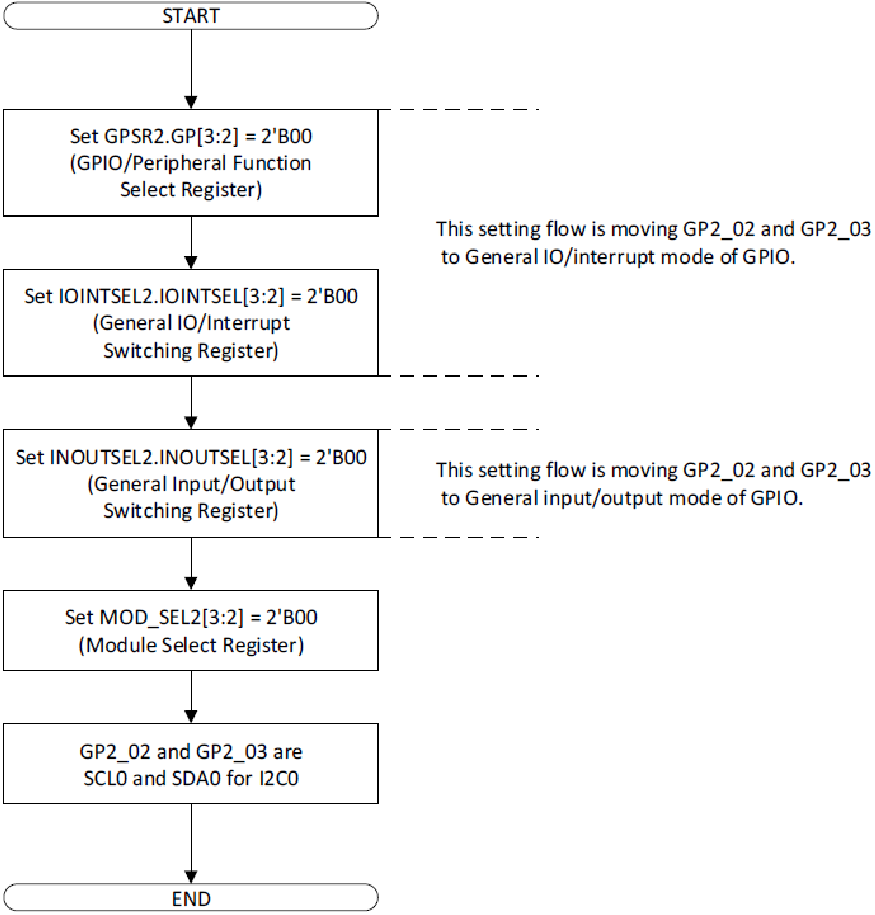 START
Set GPSR2.GP[3:2] = 2'B00
(GPIO/Peripheral Function
Select Register)
This setting flow is moving GP2_02 and GP2_03
to General IO/interrupt mode of GPIO.
Set IOINTSEL2.IOINTSEL[3:2] = 2'B00
(General IO/Interrupt
Switching Register)
Set INOUTSEL2.INOUTSEL[3:2] = 2'B00
(General Input/Output
Switching Register)
This setting flow is moving GP2_02 and GP2_03
to General input/output mode of GPIO.
Set MOD_SEL2[3:2] = 2'B00
(Module Select Register)
GP2_02 and GP2_03 are
SCL0 and SDA0 for I2C0
END